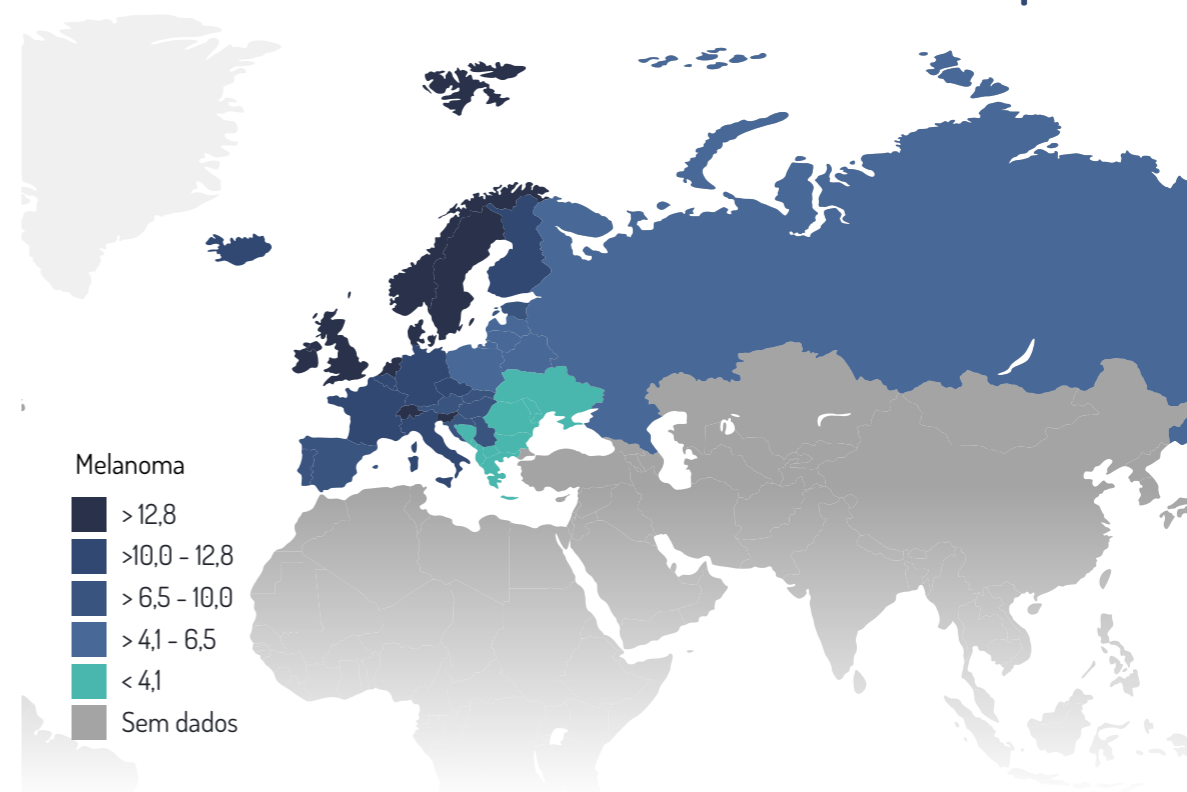 Melanoma
> 12,8
>10,0 - 12,8
> 6,5 - 10,0
> 4,1 - 6,5
< 4,1
Sem dados